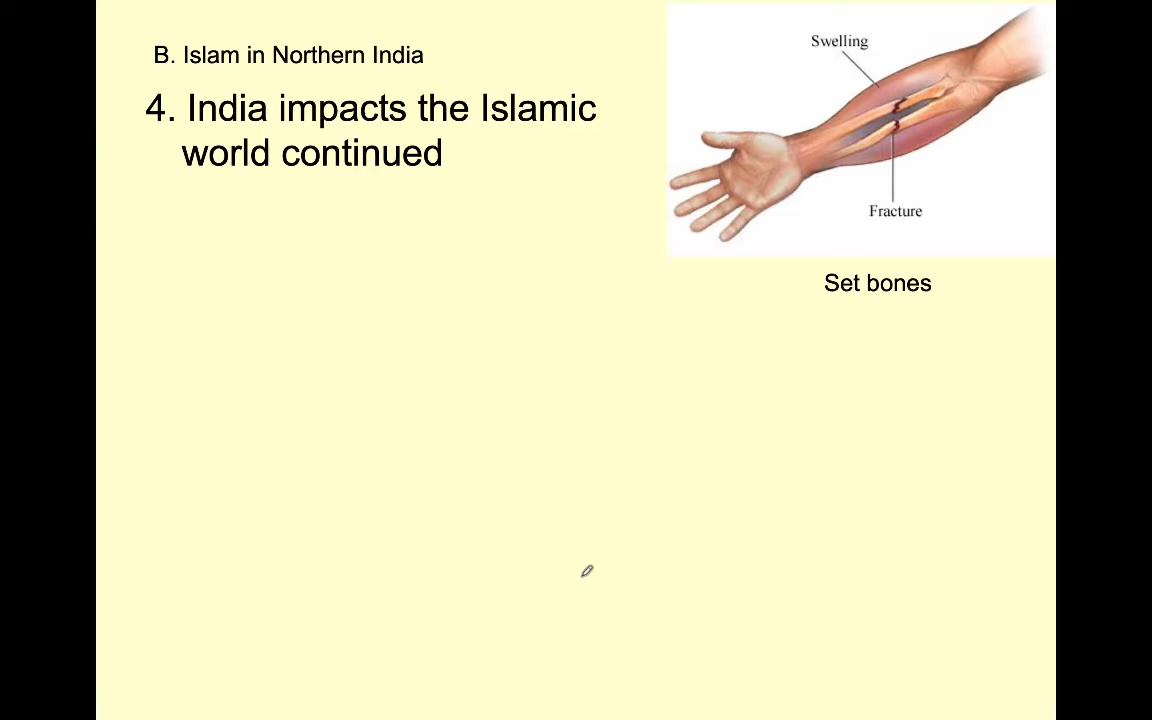 B. Islam in Northern India
4. India impacts the Islamic
world continued
Swelling
Fracture
Set bones